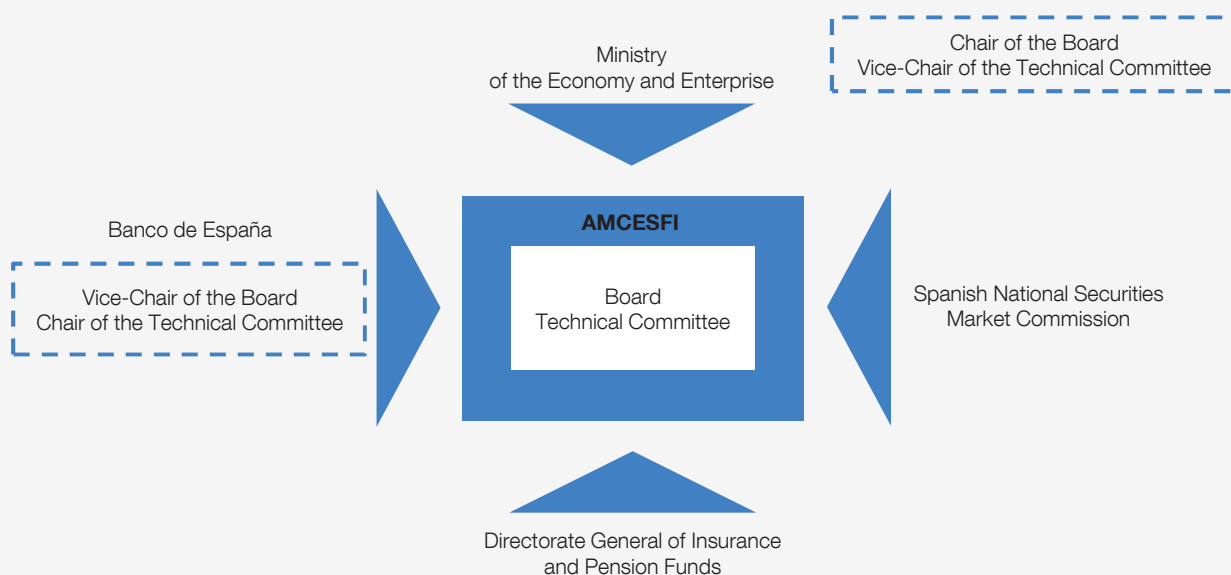 Ministry
of the Economy and Enterprise
Chair of the Board
Vice-Chair of the Technical Committee
Banco de España
Vice-Chair of the Board
Chair of the Technical Committee
AMCESFI
Board
Technical Committee
Spanish National Securities
Market Commission
Directorate General of Insurance
and Pension Funds